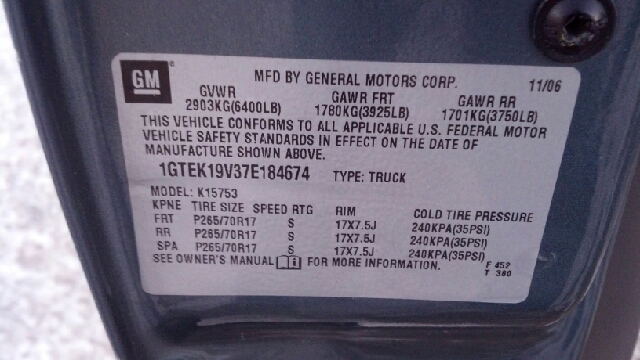 GM
MFD BY GENERAL MOTORS CORP. 11/06
GVWR GAWR FRT GAWR RR
2903KG(6400LB) 1780KG(3925LB) 1701KG(3750LB)
THIS VEHICLE CONFORMS TO ALL APPLICABLE U.S. FEDERAL MOTOR
VEHICLE SAFETY STANDARDS IN EFFECT ON THE DATE OF
MANUFACTURE SHOWN ABOVE.
1GTEK19V37E184674 TYPE: TRUCK
MODEL: K15753
KPNE TIRE SIZE SPEED RTG RIM COLD TIRE PRESSURE
FRT P265/70R17 S 17X7.5J 240KPA(35PSI)
RR P265/70R17 S 17X7.5J 240KPA(35PSI)
SPA P265/70R17 S 17X7.5J 240KPA(35PSI)
SEE OWNER'S MANUAL FOR MORE INFORMATION. F 452
T 380